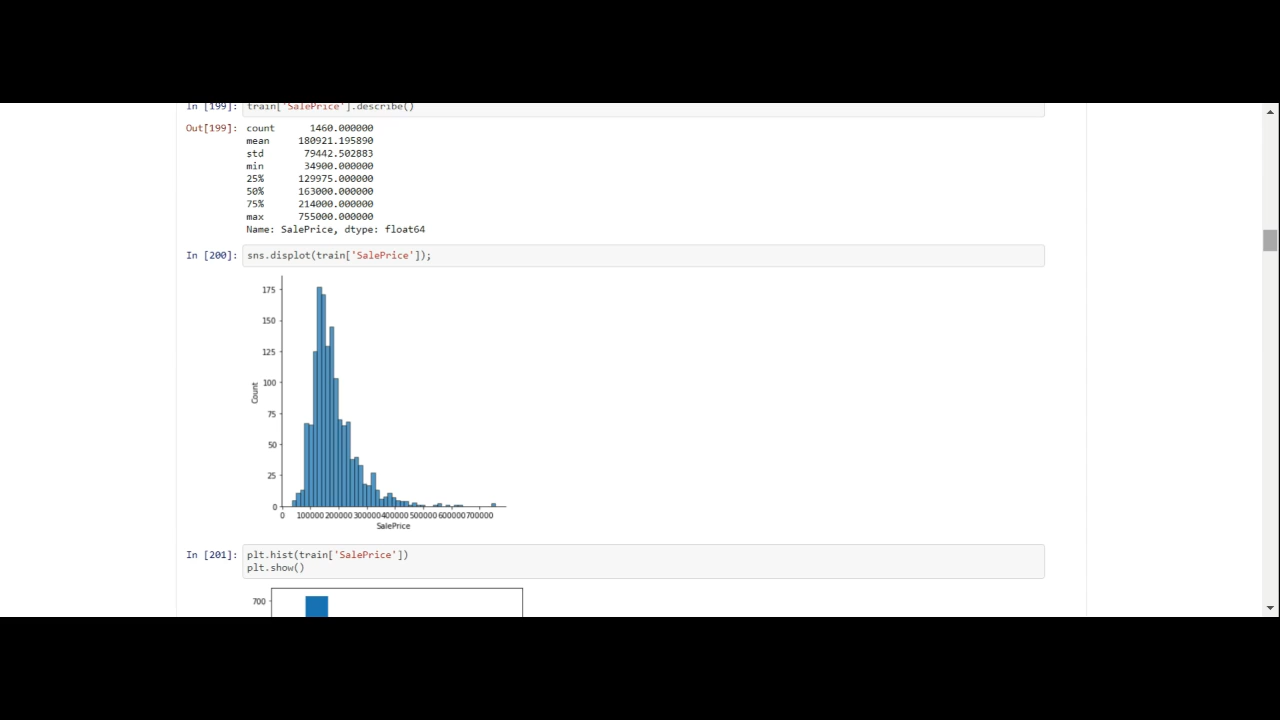 In [199]: train['SalePrice'].describe()
Out[199]: count 1460.000000
mean 180921.195890
std 79442.502883
min 34900.000000
25% 129975.000000
50% 163000.000000
75% 214000.000000
max 755000.000000
Name: SalePrice, dtype: float64
In [200]: sns.displot(train['SalePrice']);
175
150
125
100
75
50
25
0
Count
0 100000 200000 300000 400000 500000 600000 700000
SalePrice
In [201]: plt.hist(train['SalePrice'])
plt.show()
700